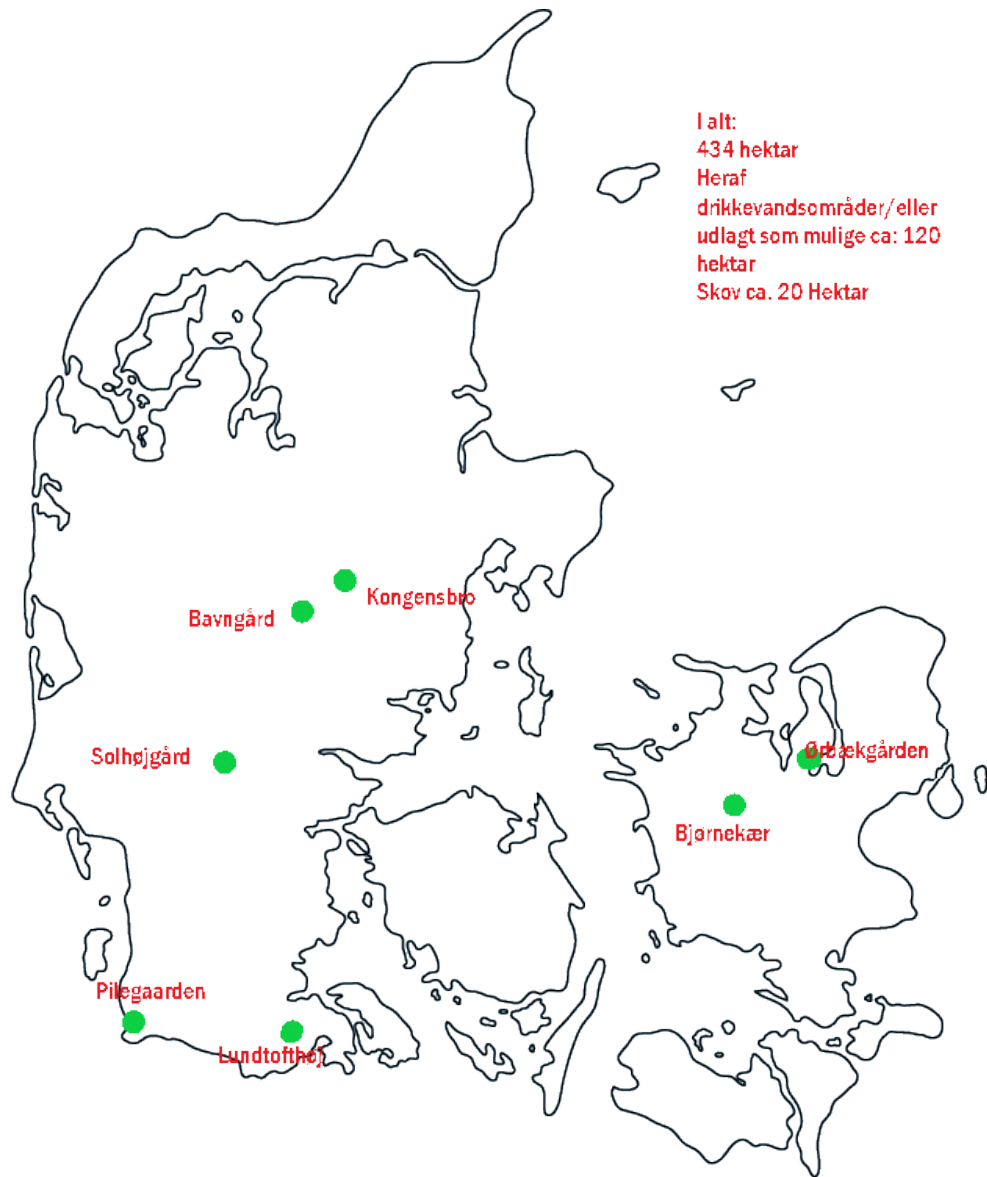 I alt:
434 hektar
Heraf
drikkevandsområder/eller
udlagt som mulige ca: 120
hektar
Skov ca. 20 Hektar
Kongensbro
Bavngård
Solhøjgård
Ørbækgården
Bjørnekær
Pilegaarden
Lundtofthøj